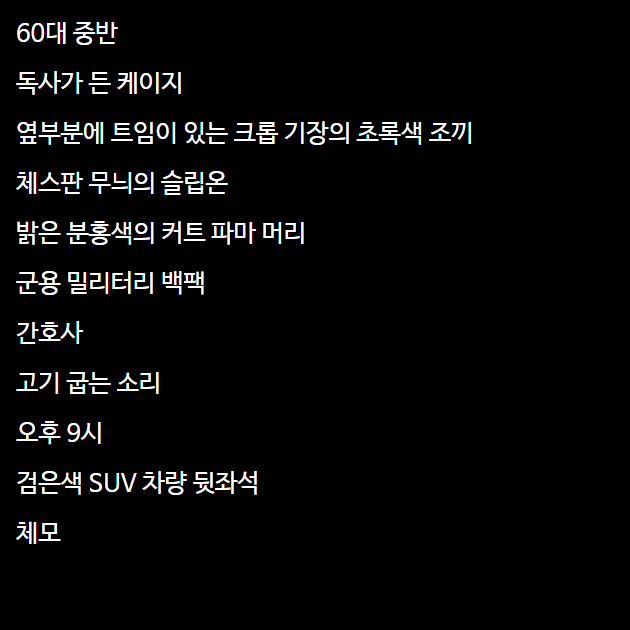 60대 중반
독사가 든 케이지
옆부분에 트임이 있는 크롭 기장의 초록색 조끼
체스판 무늬의 슬립온
밝은 분홍색의 커트 파마 머리
군용 밀리터리 백팩
간호사
고기 굽는 소리
오후 9시
검은색 SUV 차량 뒷좌석
체모